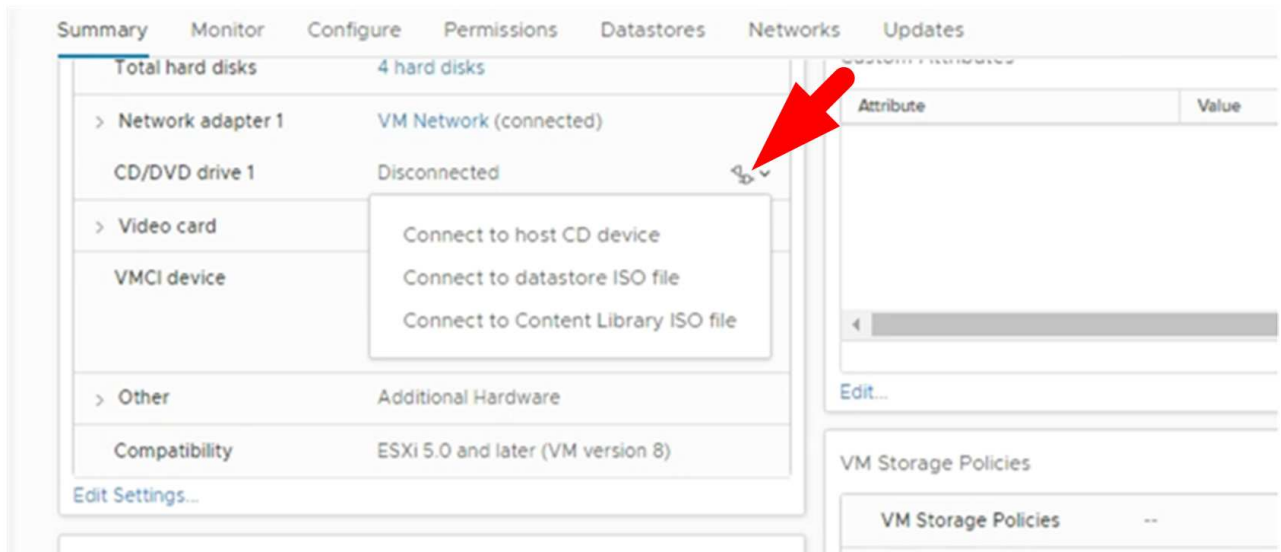 Summary Monitor Configure Permissions Datastores Networks Updates
Total hard disks 4 hard disks
Custom Attributes
Attribute Value
Network adapter 1 VM Network (connected)
CD/DVD drive 1 Disconnected
Video card
Connect to host CD device
VMCI device
Connect to datastore ISO file
Connect to Content Library ISO file
Other Additional Hardware
Edit...
Compatibility ESXi 5.0 and later (VM version 8)
VM Storage Policies
Edit Settings...
VM Storage Policies --